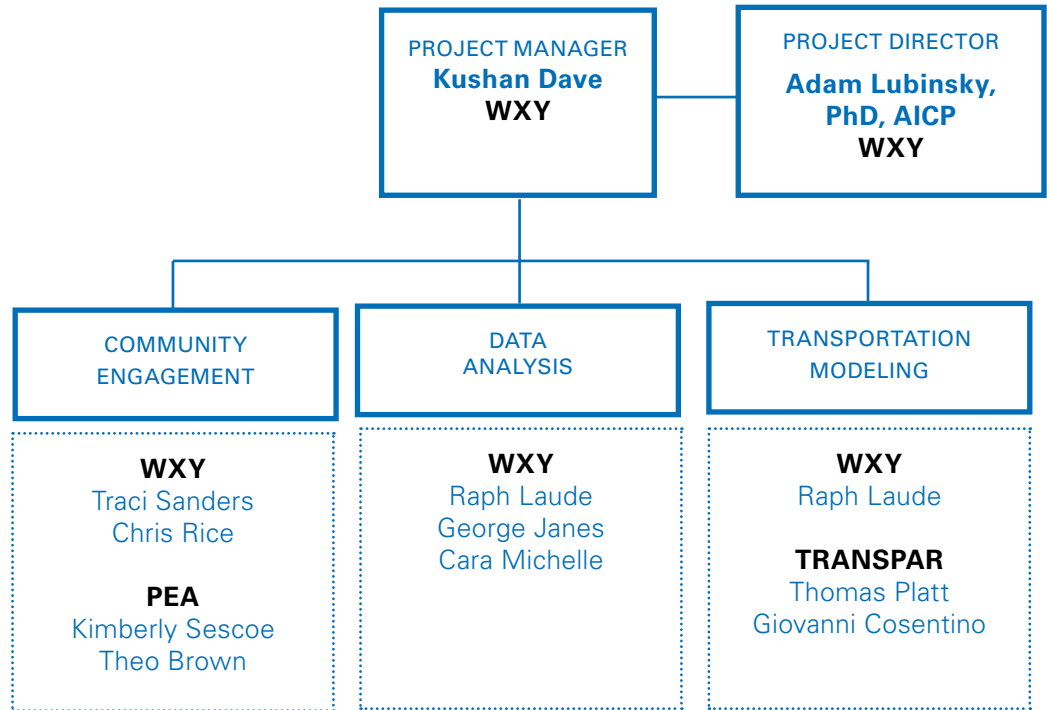 PROJECT MANAGER
Kushan Dave
WXY
PROJECT DIRECTOR
Adam Lubinsky,
PhD, AICP
WXY
COMMUNITY
ENGAGEMENT
DATA
ANALYSIS
TRANSPORTATION
MODELING
WXY
Traci Sanders
Chris Rice
PEA
Kimberly Sescoe
Theo Brown
WXY
Raph Laude
George Janes
Cara Michelle
WXY
Raph Laude
TRANSPAR
Thomas Platt
Giovanni Cosentino